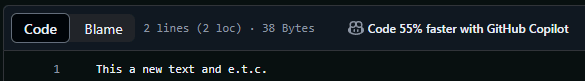 Code Blame 2 lines (2 loc) · 38 Bytes Code 55% faster with GitHub Copilot
1 This a new text and e.t.c.